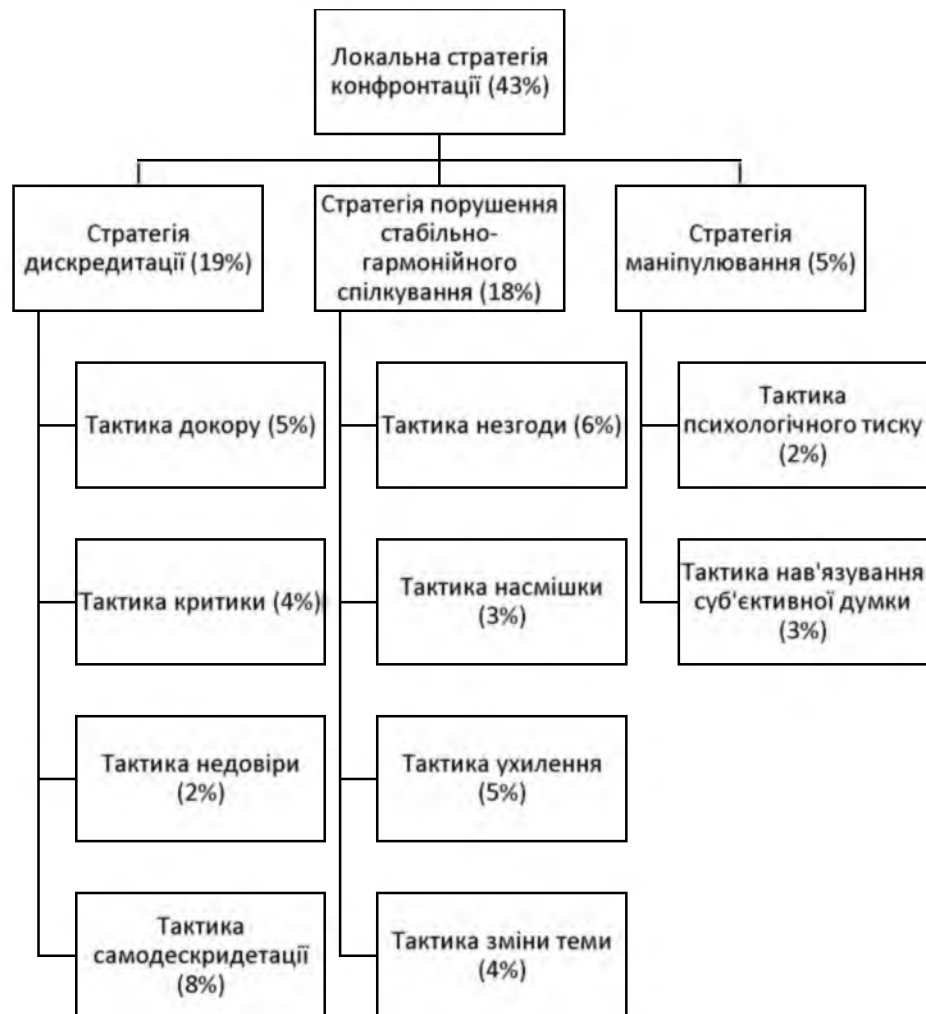 Локальна стратегія
конфронтації (43%)
Стратегія
дискредитації (19%)
Стратегія порушення
стабільно-
гармонійного
спілкування (18%)
Стратегія
маніпулювання (5%)
Тактика докору (5%)
Тактика незгоди (6%)
Тактика
психологічного тиску
(2%)
Тактика критики (4%)
Тактика насмішки
(3%)
Тактика нав'язування
суб'єктивної думки
(3%)
Тактика недовіри
(2%)
Тактика ухилення
(5%)
Тактика
самодескридетації
(8%)
Тактика зміни теми
(4%)